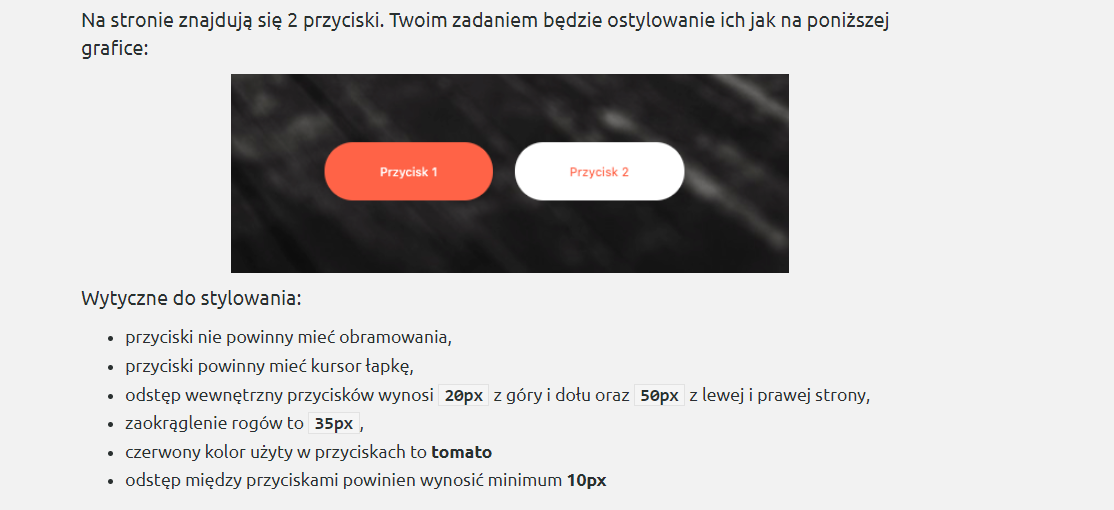 Na stronie znajdują się 2 przyciski. Twoim zadaniem będzie ostylowanie ich jak na poniższej
grafice:
Przycisk 1
Przycisk 2
Wytyczne do stylowania:
• przyciski nie powinny mieć obramowania,
• przyciski powinny mieć kursor łapkę,
• odstęp wewnętrzny przycisków wynosi 20px z góry i dołu oraz 50px z lewej i prawej strony,
• zaokrąglenie rogów to 35px,
• czerwony kolor użyty w przyciskach to tomato
• odstęp między przyciskami powinien wynosić minimum 10px